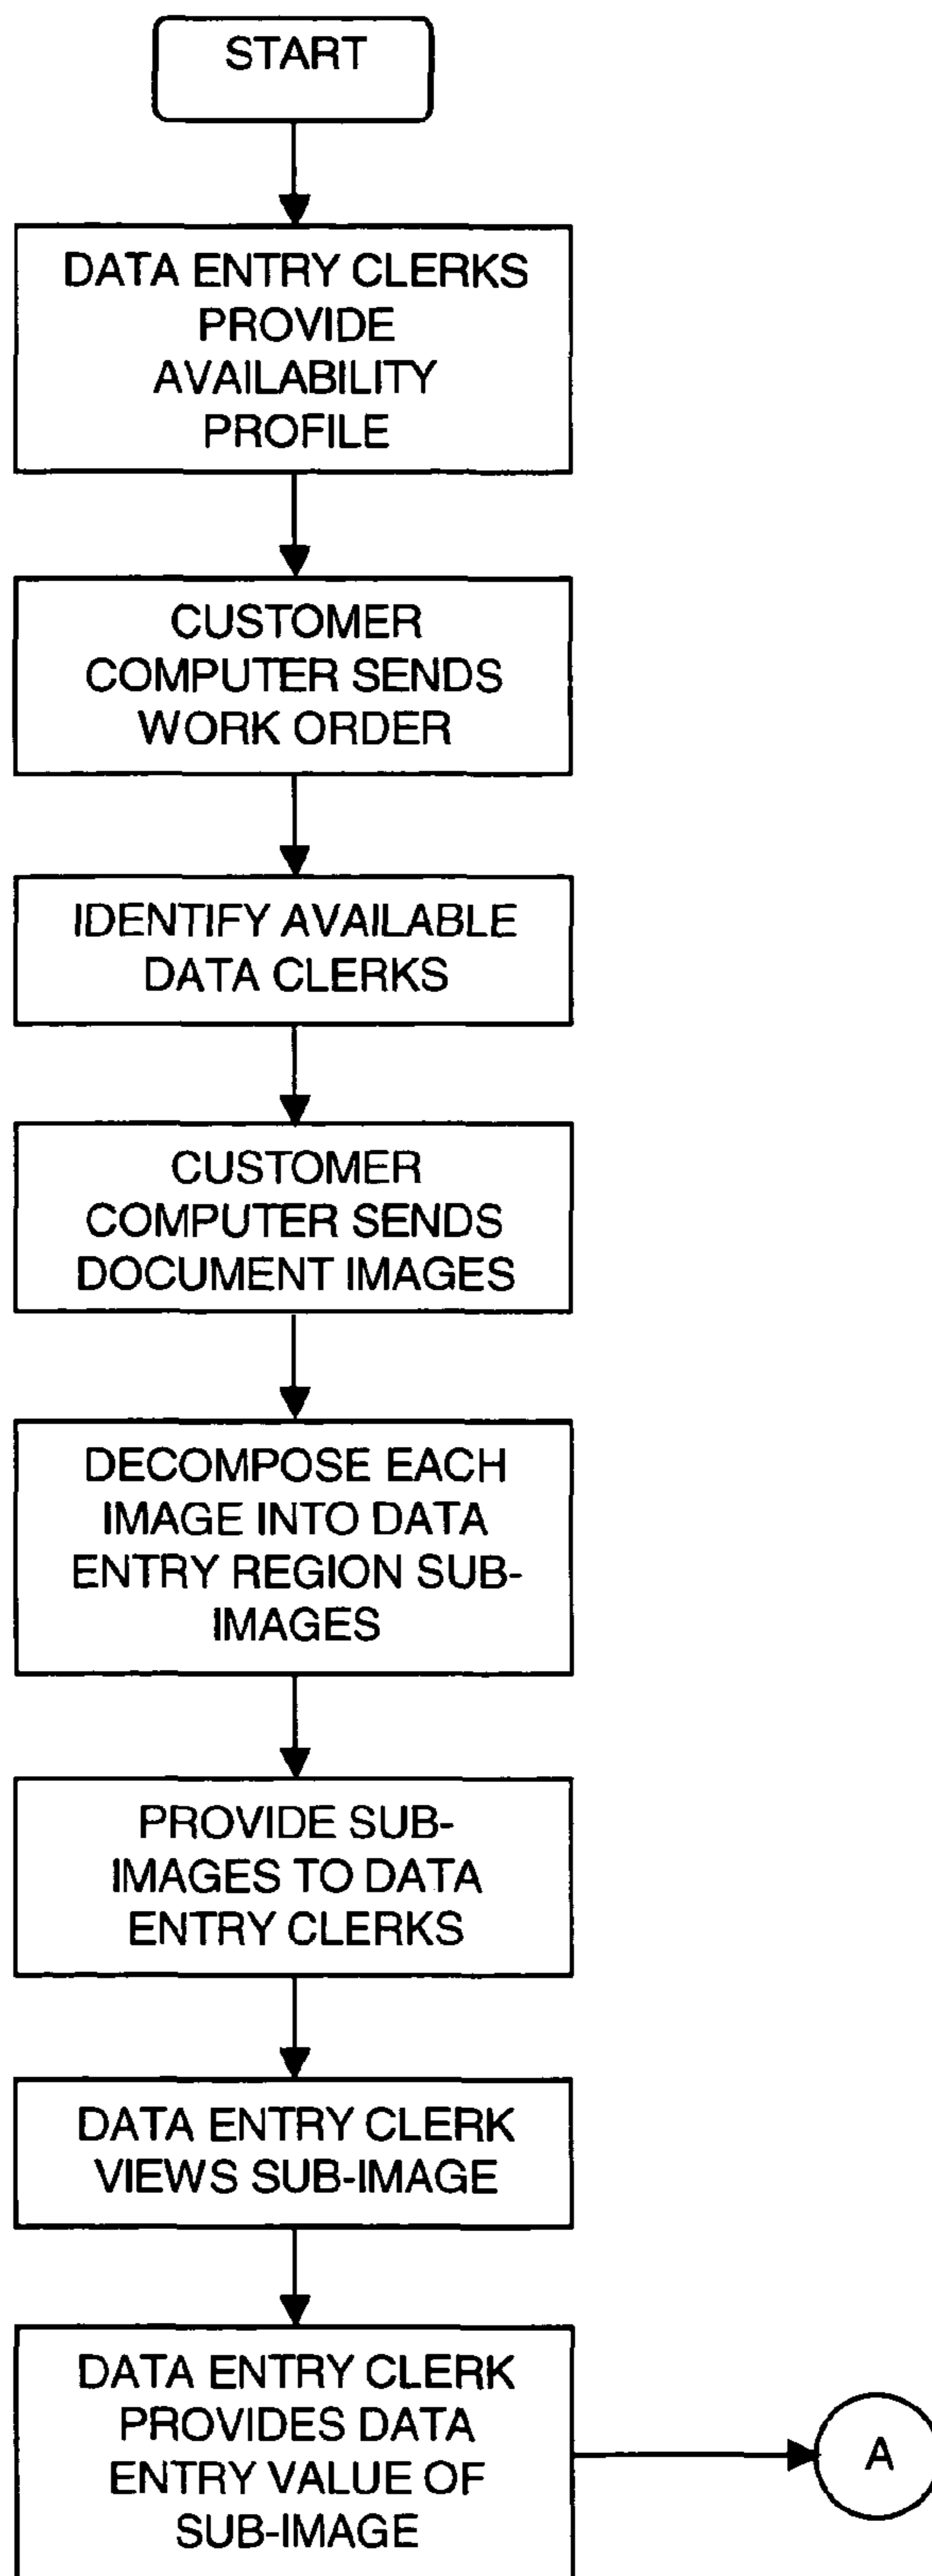 START
DATA ENTRY CLERKS
PROVIDE
AVAILABILITY
PROFILE
CUSTOMER
COMPUTER SENDS
WORK ORDER
IDENTIFY AVAILABLE
DATA CLERKS
CUSTOMER
COMPUTER SENDS
DOCUMENT IMAGES
DECOMPOSE EACH
IMAGE INTO DATA
ENTRY REGION SUB-
IMAGES
PROVIDE SUB-
IMAGES TO DATA
ENTRY CLERKS
DATA ENTRY CLERK
VIEWS SUB-IMAGE
DATA ENTRY CLERK
PROVIDES DATA
ENTRY VALUE OF
SUB-IMAGE
A